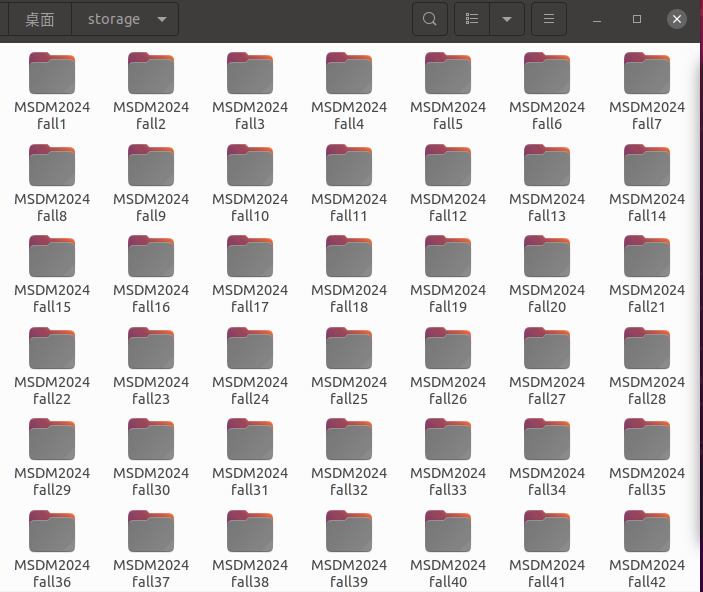 桌面 storage
MSDM2024 MSDM2024 MSDM2024 MSDM2024 MSDM2024 MSDM2024 MSDM2024
fall1 fall2 fall3 fall4 fall5 fall6 fall7
MSDM2024 MSDM2024 MSDM2024 MSDM2024 MSDM2024 MSDM2024 MSDM2024
fall8 fall9 fall10 fall11 fall12 fall13 fall14
MSDM2024 MSDM2024 MSDM2024 MSDM2024 MSDM2024 MSDM2024 MSDM2024
fall15 fall16 fall17 fall18 fall19 fall20 fall21
MSDM2024 MSDM2024 MSDM2024 MSDM2024 MSDM2024 MSDM2024 MSDM2024
fall22 fall23 fall24 fall25 fall26 fall27 fall28
MSDM2024 MSDM2024 MSDM2024 MSDM2024 MSDM2024 MSDM2024 MSDM2024
fall29 fall30 fall31 fall32 fall33 fall34 fall35
MSDM2024 MSDM2024 MSDM2024 MSDM2024 MSDM2024 MSDM2024 MSDM2024
fall36 fall37 fall38 fall39 fall40 fall41 fall42